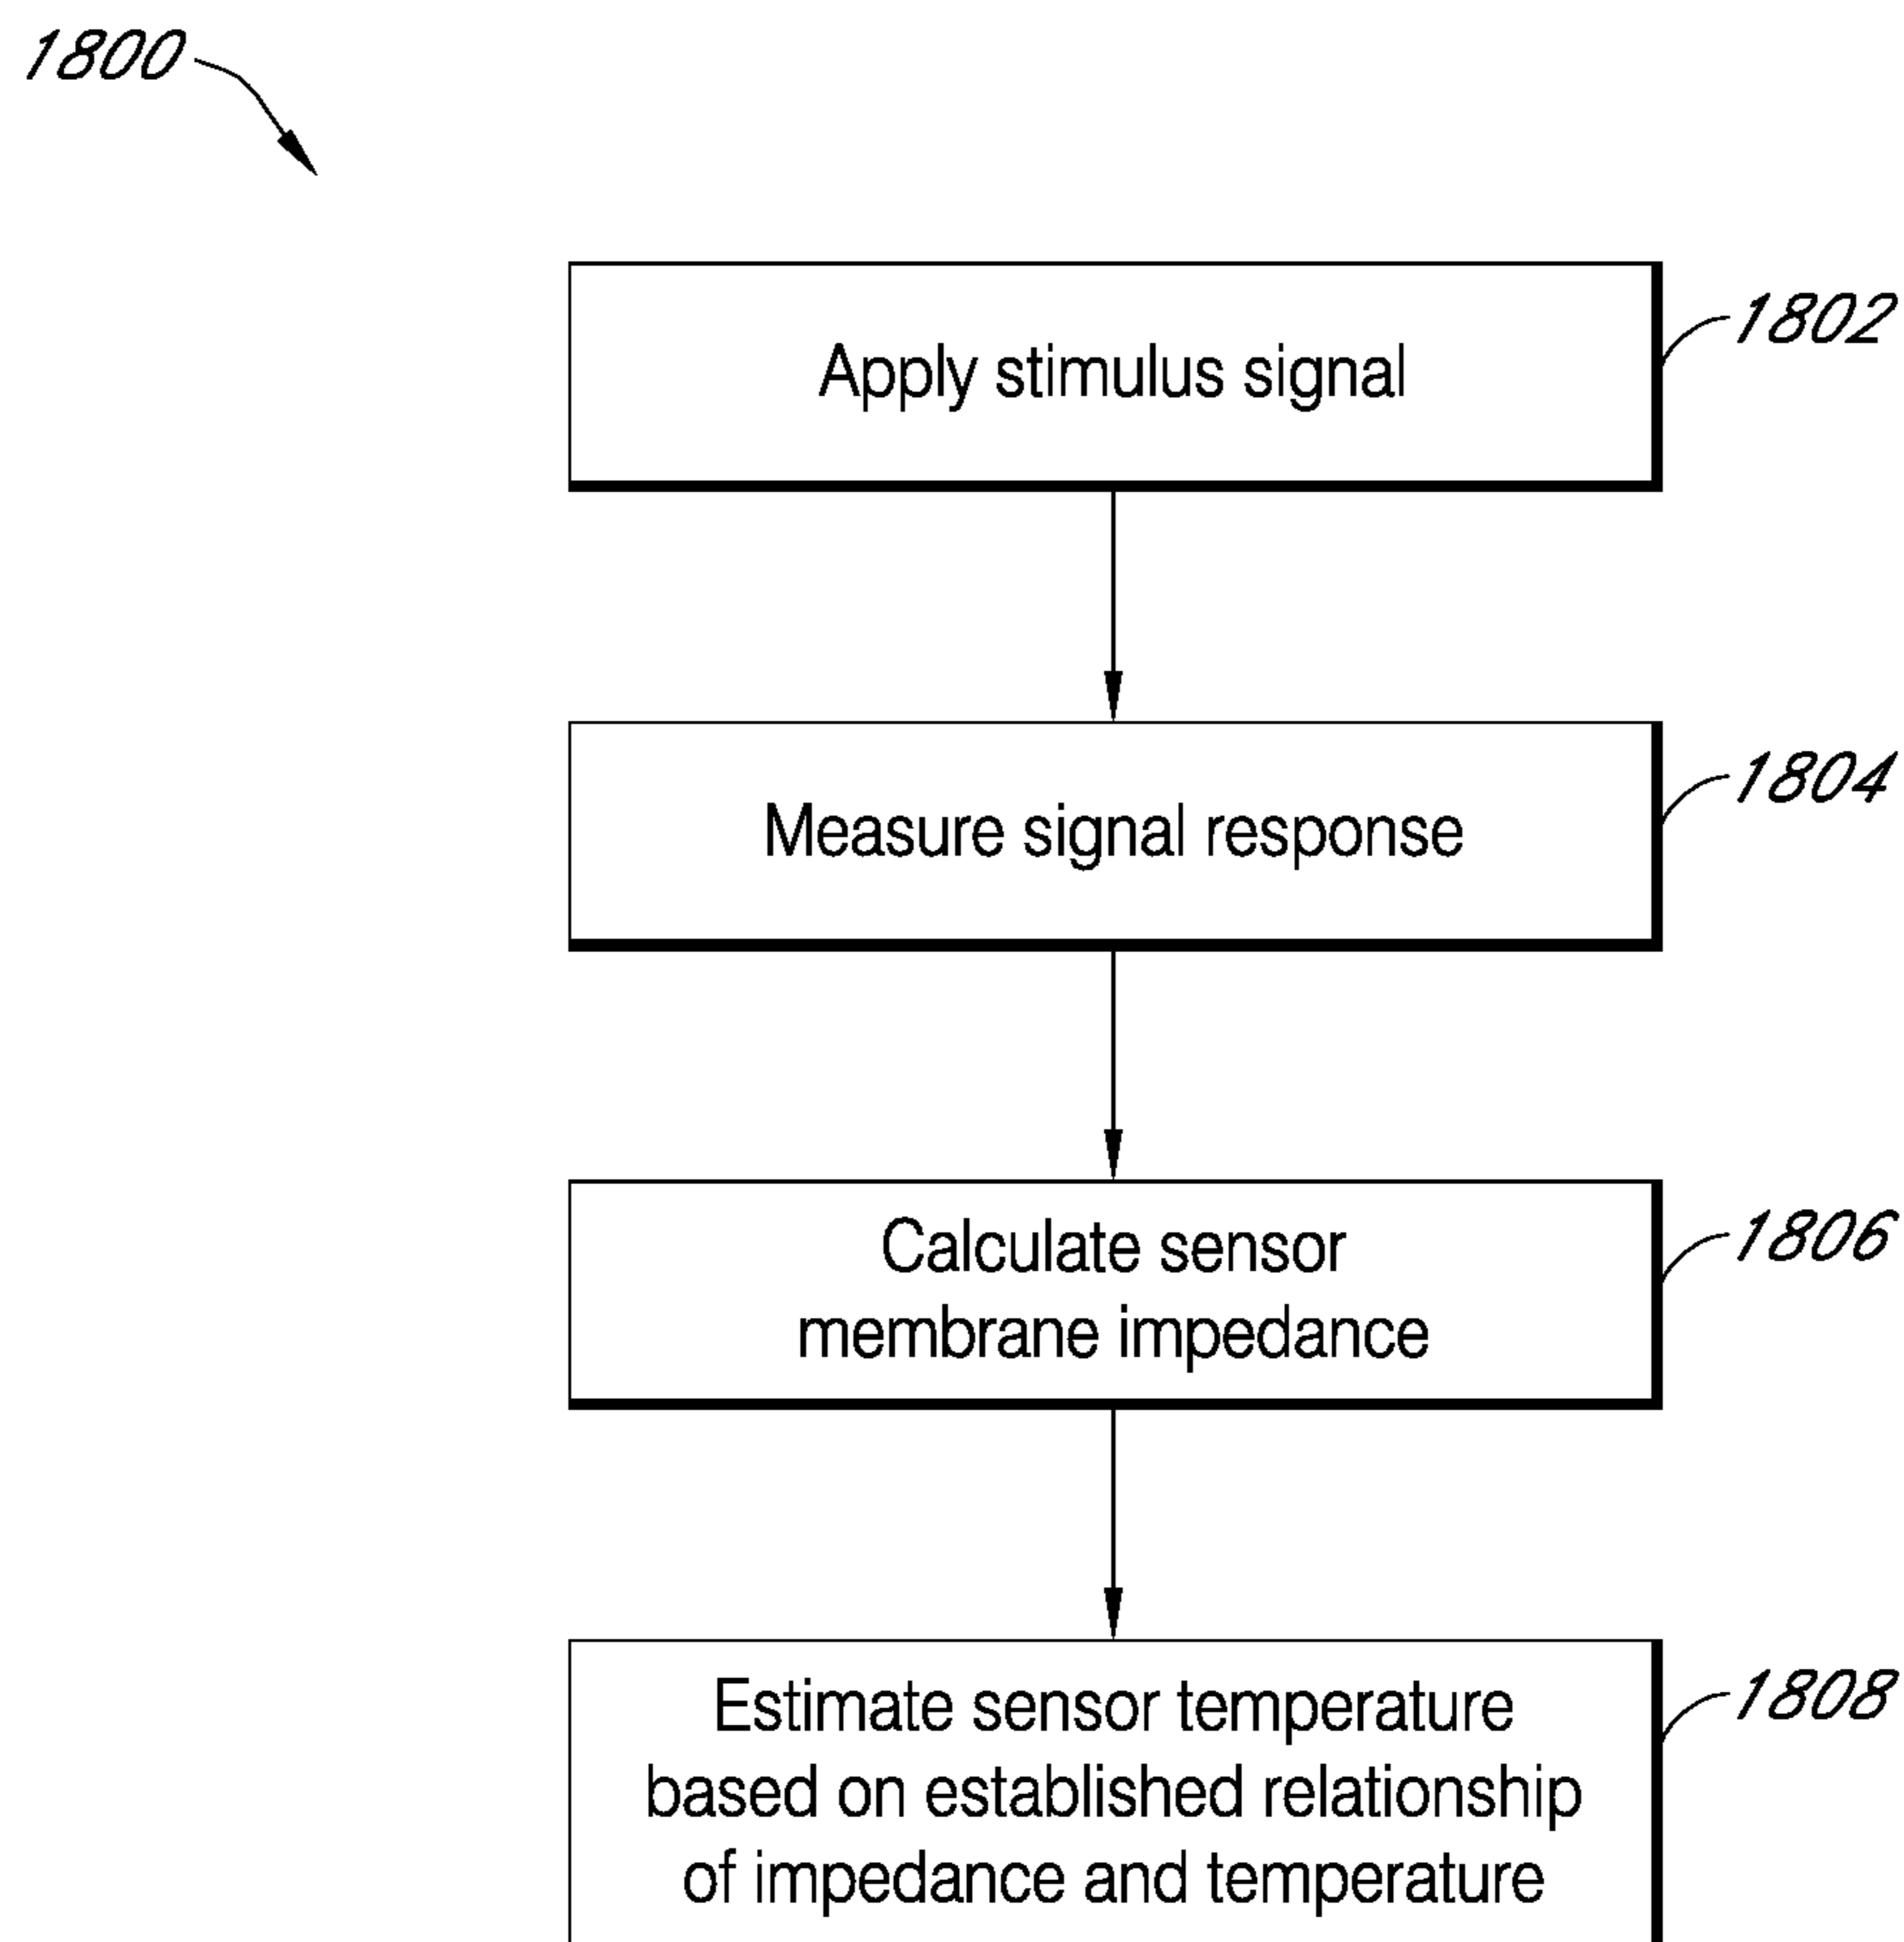 1800
Apply stimulus signal
1802
Measure signal response
1804
Calculate sensor
membrane impedance
1806
Estimate sensor temperature
based on established relationship
of impedance and temperature
1808